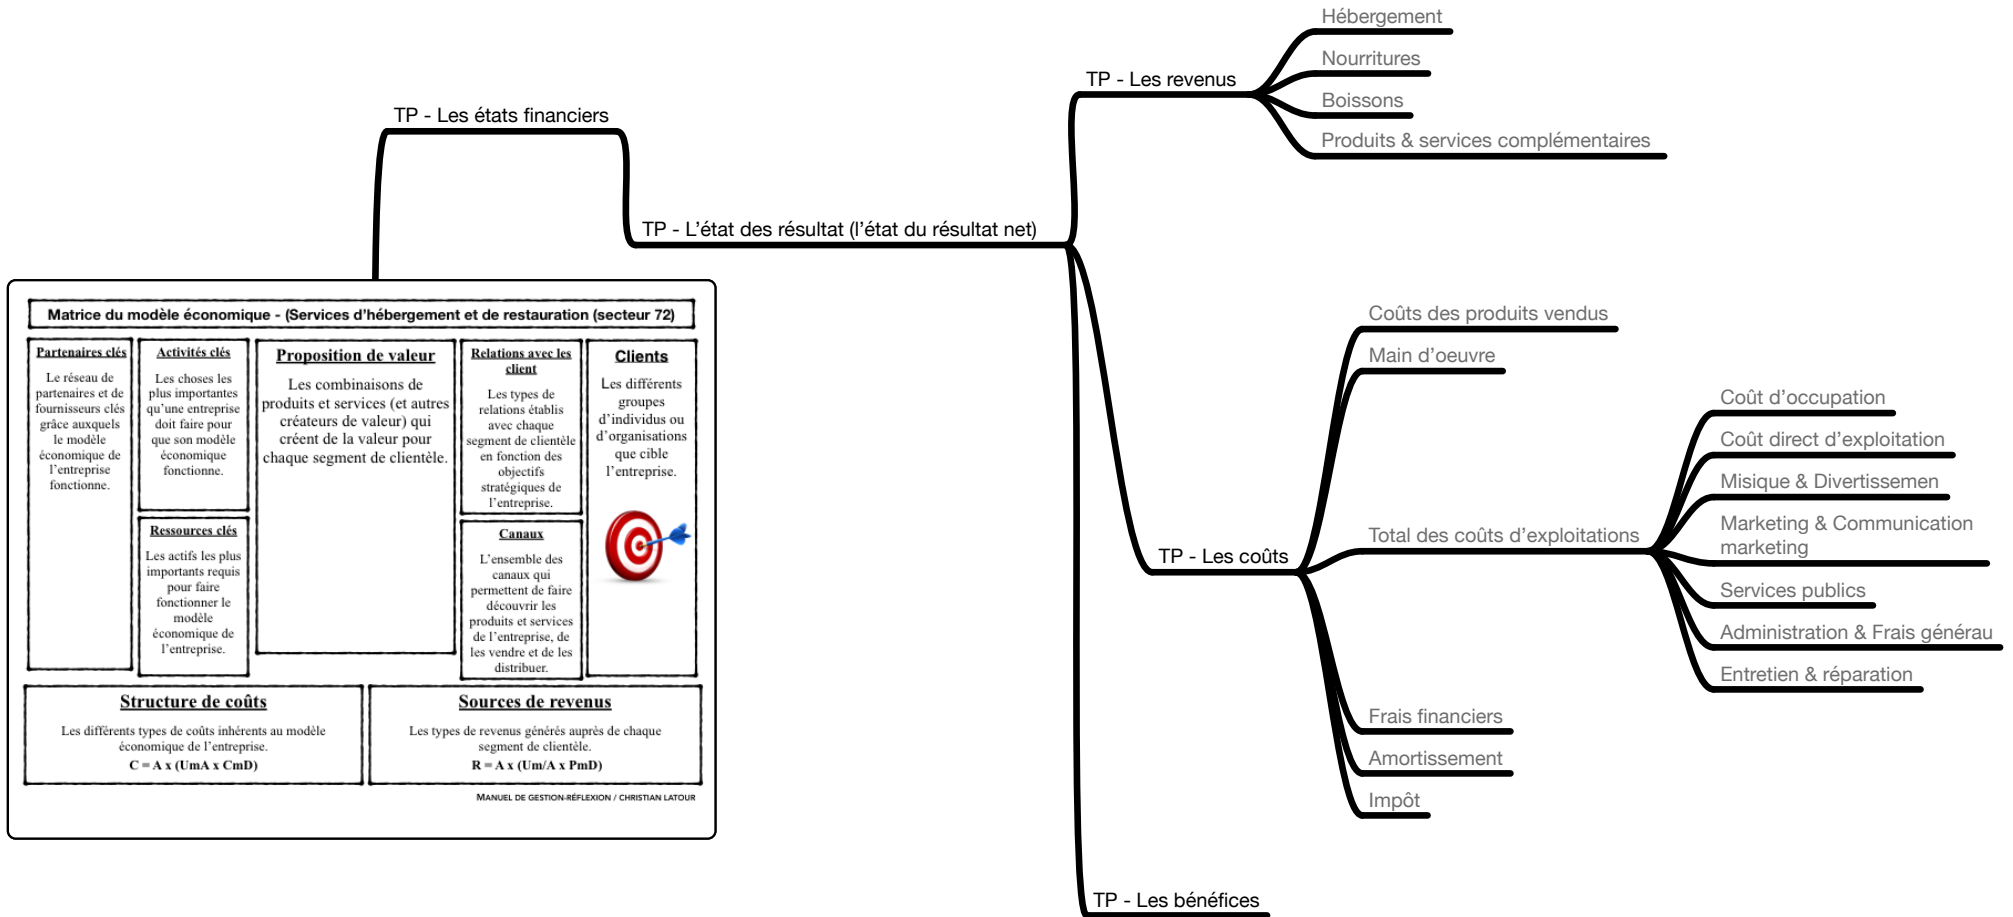 Hébergement
Nourritures
TP - Les revenus
Boissons
Produits & services complémentaires
TP - Les états financiers
TP - L'état des résultat (l'état du résultat net)
Matrice du modèle économique - (Services d'hébergement et de restauration (secteur 72)
Partenaires clés
Le réseau de
partenaires et de
fournisseurs clés
grâce auxquels
le modèle
économique de
l'entreprise
fonctionne.
Activités clés
Les choses les
plus importantes
qu'une entreprise
doit faire pour
que son modèle
économique
fonctionne.
Ressources clés
Les actifs les plus
importants requis
pour faire
fonctionner le
modèle
économique de
l'entreprise.
Proposition de valeur
Les combinaisons de
produits et services (et autres
créateurs de valeur) qui
créent de la valeur pour
chaque segment de clientèle.
Relations avec les
client
Les types de
relations établis
avec chaque
segment de clientèle
en fonction des
objectifs
stratégiques de
l'entreprise.
Canaux
L'ensemble des
canaux qui
permettent de faire
découvrir les
produits et services
de l'entreprise, de
les vendre et de les
distribuer.
Clients
Les différents
groupes
d'individus ou
d'organisations
que cible
l'entreprise.
Structure de coûts
Les différents types de coûts inhérents au modèle
économique de l'entreprise.
C = A x (UmA x CmD)
Sources de revenus
Les types de revenus générés auprès de chaque
segment de clientèle.
R = A x (Um/A x PmD)
MANUEL DE GESTION-RÉFLEXION / CHRISTIAN LATOUR
TP - Les coûts
Coûts des produits vendus
Main d'oeuvre
Total des coûts d'exploitations
Coût d'occupation
Coût direct d'exploitation
Misique & Divertissemen
Marketing & Communication
marketing
Services publics
Administration & Frais générau
Entretien & réparation
Frais financiers
Amortissement
Impôt
TP - Les bénéfices